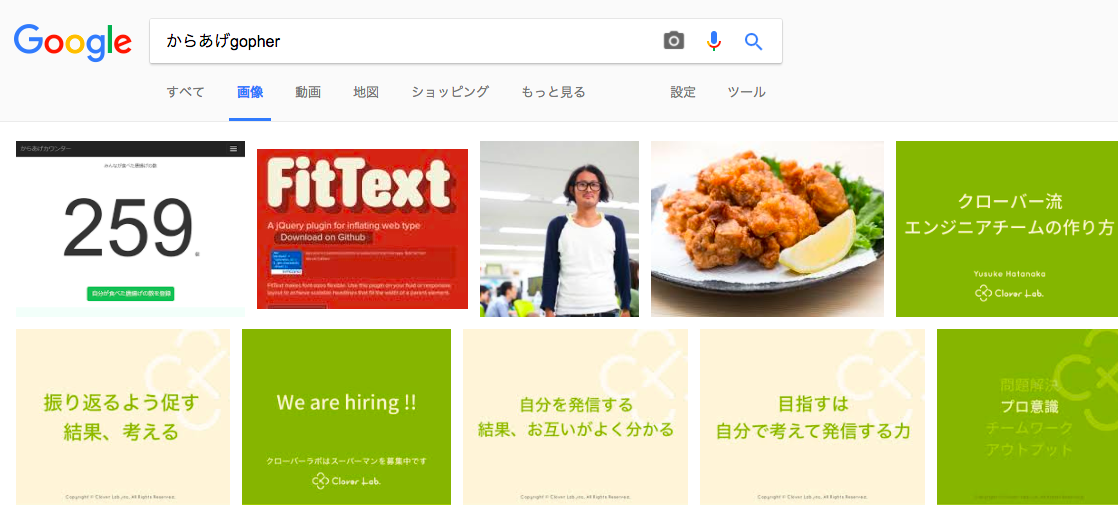 Google
からあげgopher
すべて
画像
動画
地図
ショッピング
もっと見る
設定
ツール
からあげカウンター
みんなが食べた唐揚げの数
259
自分が食べた唐揚げの数を登録
FitText
A jQuery plugin for inflating web type
Download on Github
FitText makes font-sizes flexible. Use this plugin on your fluid or responsive
layout to achieve scalable headlines that fill the width of a parent element.
クローバー流
エンジニアチームの作り方
Yusuke Hatanaka
Clover Lab.
振り返るよう促す
結果、考える
Copyright © Clover Lab.,inc. All Rights Reserved.
We are hiring !!
クローバーラボはスーパーマンを募集中です
Clover Lab.
自分を発信する
結果、お互いがよく分かる
Copyright © Clover Lab.,inc. All Rights Reserved.
目指すは
自分で考えて発信する力
Copyright © Clover Lab.,inc. All Rights Reserved.
問題解決
プロ意識
チームワーク
アウトプット